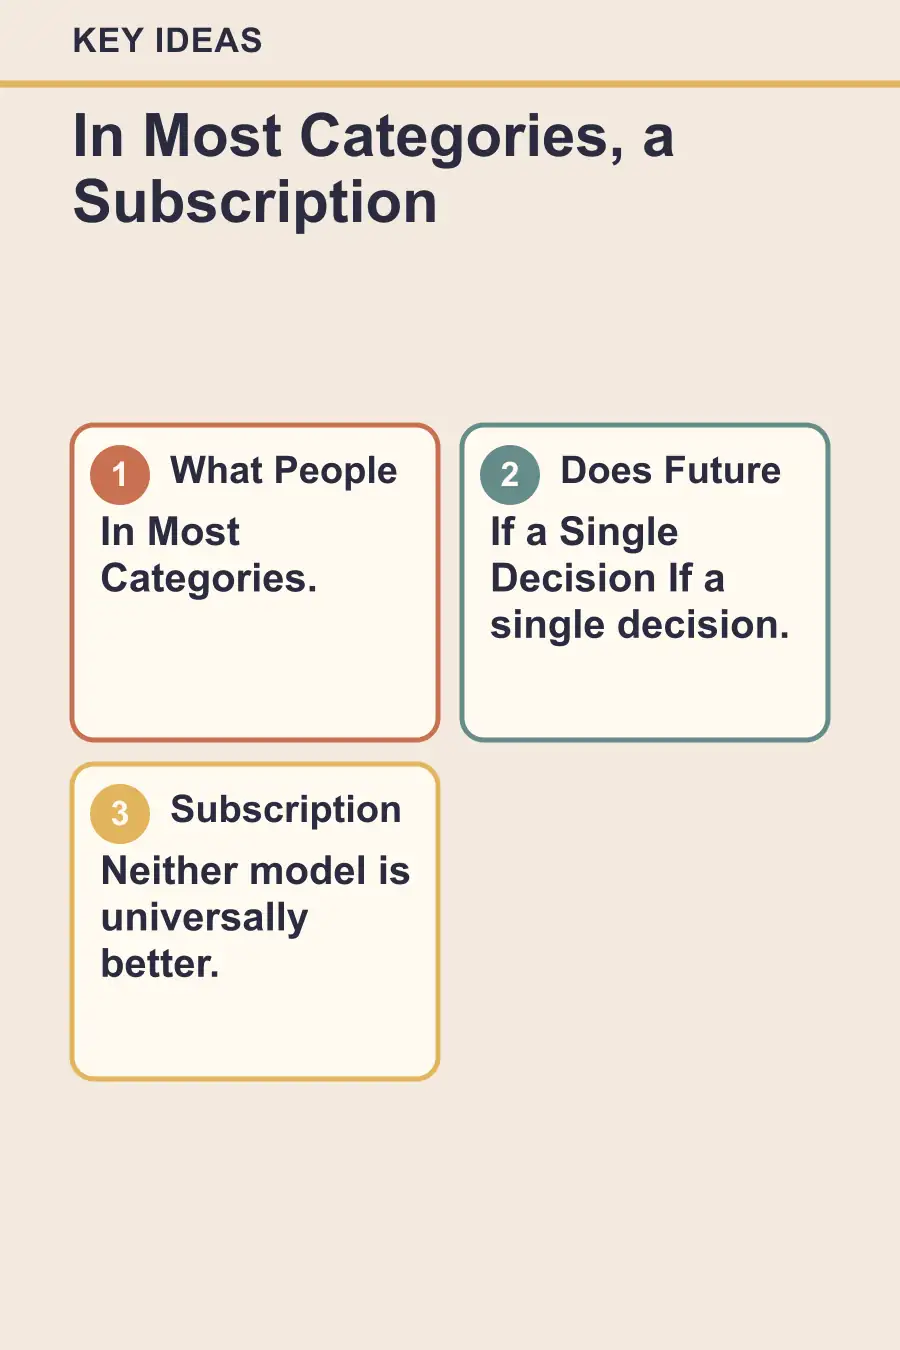 KEY IDEAS
In Most Categories, a
Subscription
1 What People
In Most
Categories.
2 Does Future
If a Single
Decision If a
single decision.
3 Subscription
Neither model is
universally
better.